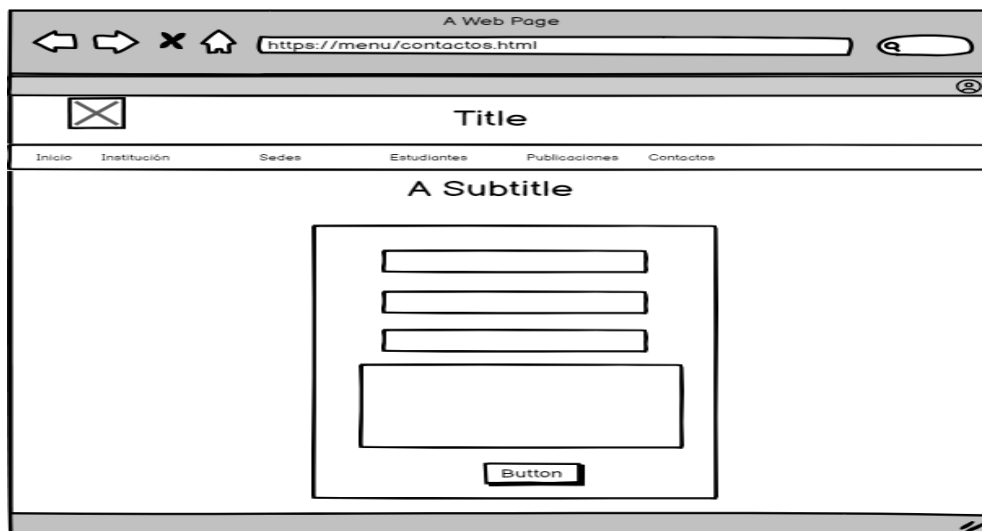 A Web Page
https://menu/contactos.html
Title
Inicio Institución Sedes Estudiantes Publicaciones Contactos
A Subtitle
Button